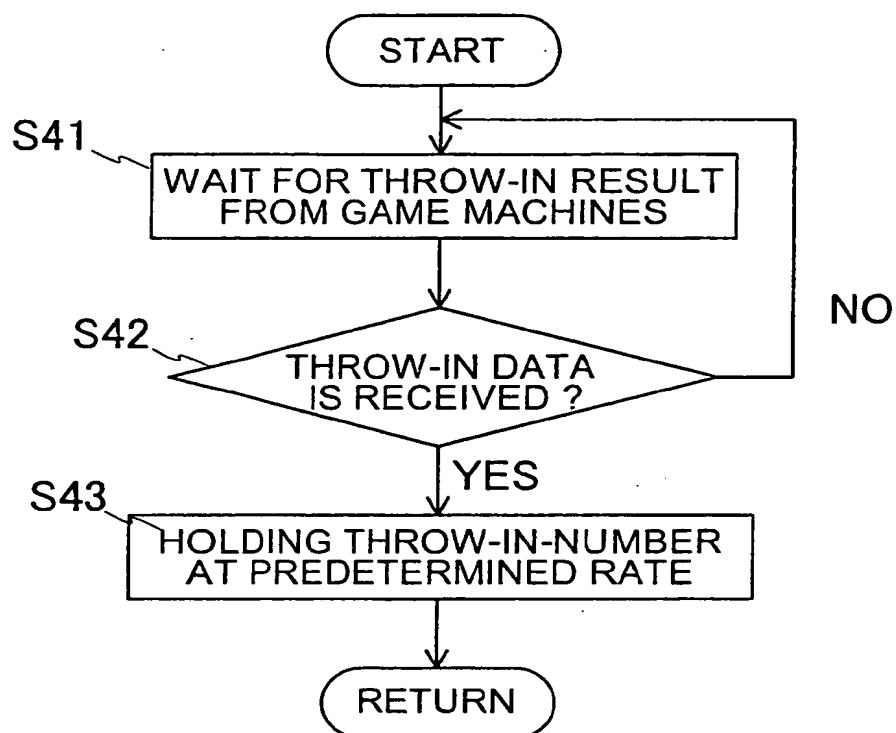 START
S41
WAIT FOR THROW-IN RESULT
FROM GAME MACHINES
S42
THROW-IN DATA
IS RECEIVED ?
NO
YES
S43
HOLDING THROW-IN-NUMBER
AT PREDETERMINED RATE
RETURN